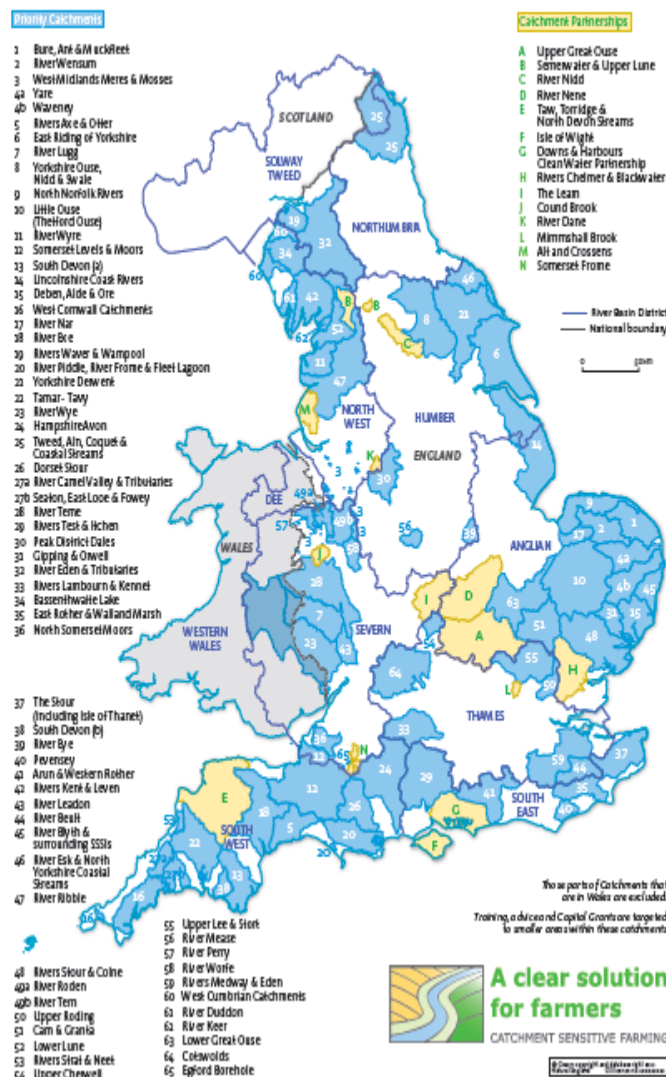 Priority Catchments
1 Bure, Ant & Muckfleet
2 River Wensum
3 West Midlands Meres & Mosses
4a Yare
4b Waveney
5 Rivers Axe & Otter
6 East Riding of Yorkshire
7 River Lugg
8 Yorkshire Ouse,
Nidd & Swale
9 North Norfolk Rivers
10 Little Ouse
(Thetford Ouse)
11 River Wyre
12 Somerset Levels & Moors
13 South Devon (a)
14 Lincolnshire Coast Rivers
15 Deben, Alde & Ore
16 West Cornwall Catchments
17 River Nar
18 River Exe
19 Rivers Waver & Wampool
20 River Piddle, River Frome & Fleet Lagoon
21 Yorkshire Derwent
22 Tamar - Tavy
23 River Wye
24 Hampshire Avon
25 Tweed, Aln, Coquet &
Coastal Streams
26 Dorset Stour
27a River Camel Valley & Tributaries
27b Seaton, East Looe & Fowey
28 River Teme
29 Rivers Test & Itchen
30 Peak District Dales
31 Gipping & Orwell
32 River Eden & Tributaries
33 Rivers Lambourn & Kennet
34 Bassenthwaite Lake
35 East Rother & Walland Marsh
36 North Somerset Moors
37 The Stour
(including Isle of Thanet)
38 South Devon (b)
39 River Eye
40 Pevensey
41 Arun & Western Rother
42 Rivers Kent & Leven
43 River Leadon
44 River Beult
45 River Blyth &
surrounding SSSIs
46 River Esk & North
Yorkshire Coastal
Streams
47 River Ribble
48 Rivers Stour & Colne
49a River Roden
49b River Tern
50 Upper Roding
51 Cam & Granta
52 Lower Lune
53 Rivers Strat & Neet
54 Upper Cherwell
55 Upper Lee & Stort
56 River Mease
57 River Perry
58 River Worfe
59 Rivers Medway & Eden
60 West Cumbrian Catchments
61 River Duddon
62 River Keer
63 Lower Great Ouse
64 Cotswolds
65 Egford Borehole
Catchment Partnerships
A Upper Great Ouse
B Semerwater & Upper Lune
C River Nidd
D River Nene
E Taw, Torridge &
North Devon Streams
F Isle of Wight
G Downs & Harbours
Clean Water Partnership
H Rivers Chelmer & Blackwater
I The Leam
J Cound Brook
K River Dane
L Mimmshall Brook
M Alt and Crossens
N Somerset Frome
River Basin District
National boundary
0
SCOTLAND
SOLWAY
TWEED
NORTHUMBRIA
NORTH
WEST
HUMBER
ENGLAND
DEE
WALES
ANGLIAN
WESTERN
WALES
SEVERN
THAMES
SOUTH
EAST
SOUTH
WEST
Those parts of Catchments that
are in Wales are excluded
Training, advice and Capital Grants are targeted
to smaller areas within these catchments
A clear solution
for farmers
CATCHMENT SENSITIVE FARMING